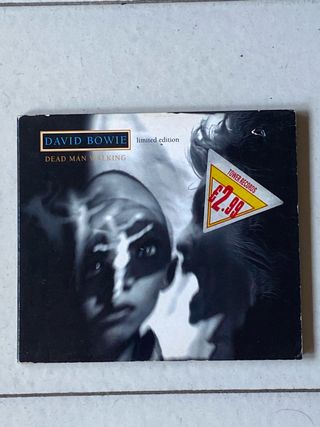 DAVID BOWIE
limited edition
DEAD MAN WALKING
TOWER RECORDS
£2.99